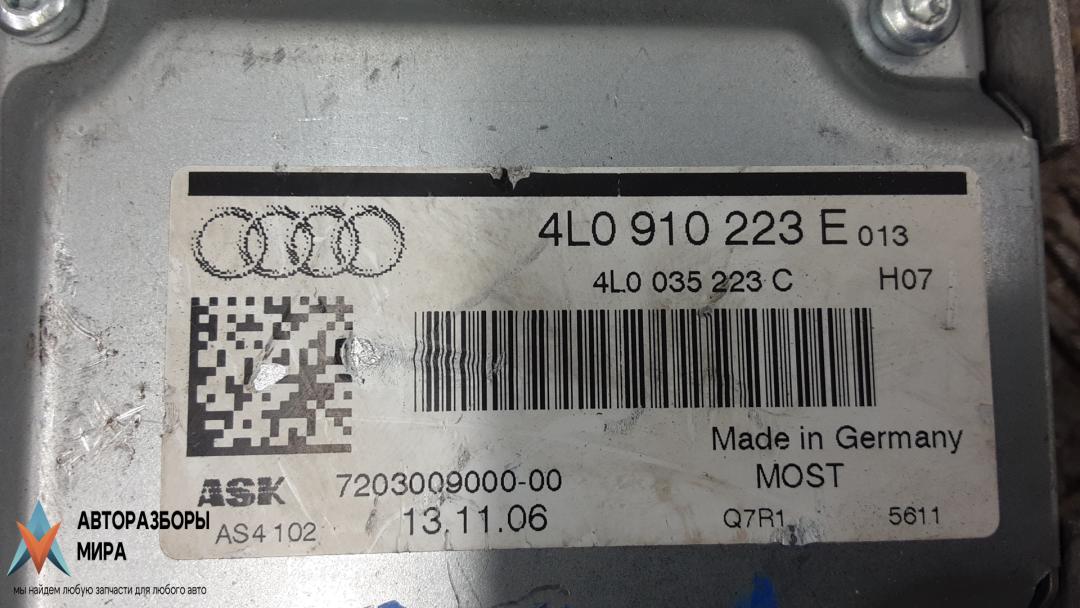 4L0 910 223 E 013
4L0 035 223 C H07
Made in Germany
MOST
ASK 7203009000-00
AS4 102 13.11.06 Q7R1 5611
АВТОРАЗБОРЫ
МИРА
мы найдем любую запчасти для любого авто